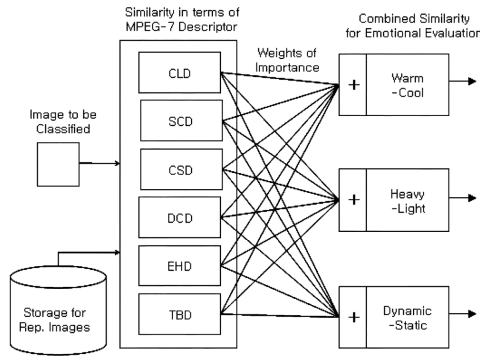 Similarity in terms of
MPEG-7 Descriptor
Combined Similarity
for Emotional Evaluation
Weights of
Importance
Image to be
Classified
CLD
SCD
CSD
DCD
EHD
TBD
Storage for
Rep. Images
+
Warm
-Cool
+
Heavy
-Light
+
Dynamic
-Static